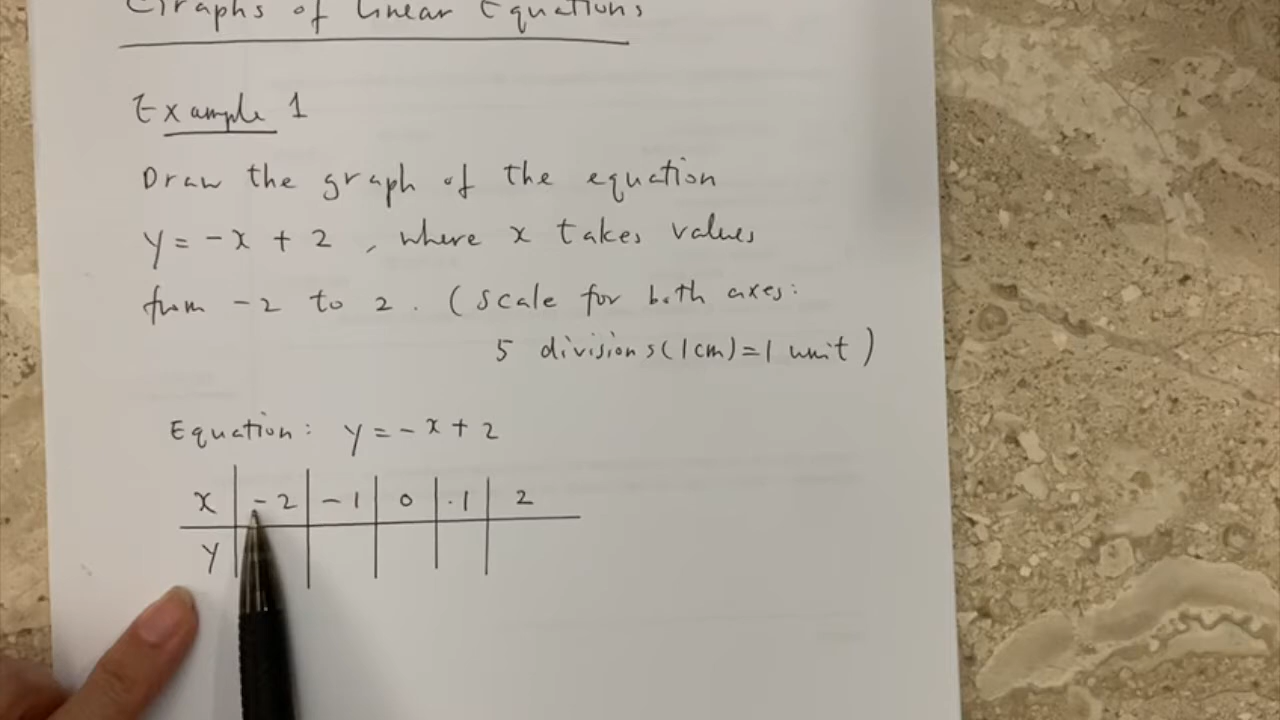 Graphs of Linear Equations
Example 1
Draw the graph of the equation
y = -x + 2 , where x takes values
from -2 to 2 . ( scale for both axes :
5 divisions (1cm) = 1 unit )
Equation : y = -x + 2
x | -2 | -1 | 0 | .1 | 2
y